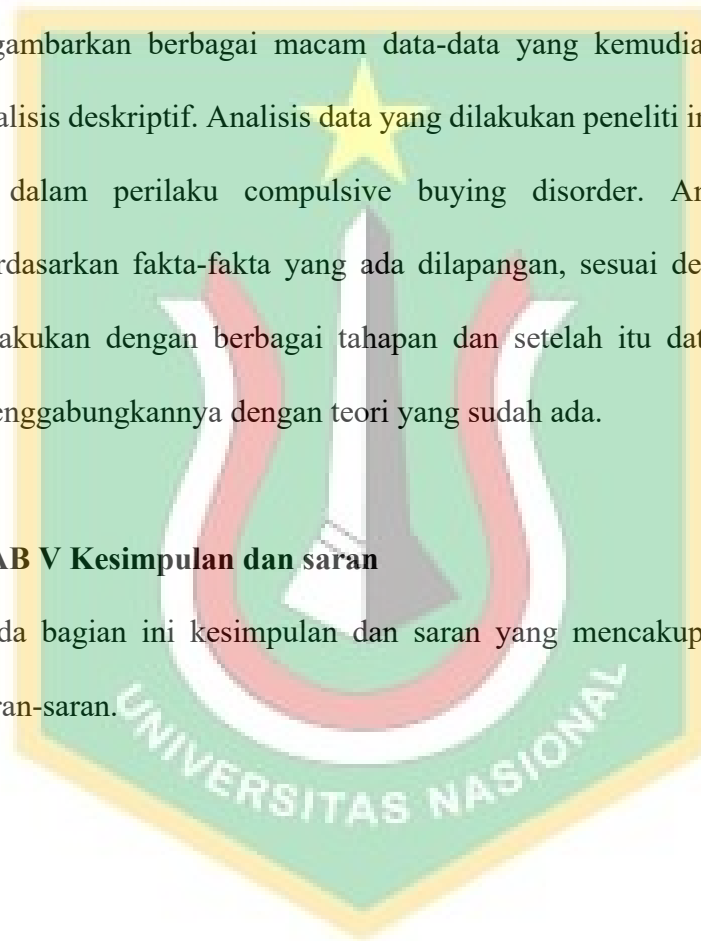 gambarkan berbagai macam data-data yang kemudia
alisis deskriptif. Analisis data yang dilakukan peneliti in
dalam perilaku compulsive buying disorder. An
rdasarkan fakta-fakta yang ada dilapangan, sesuai de
akukan dengan berbagai tahapan dan setelah itu dat
enggabungkannya dengan teori yang sudah ada.
AB V Kesimpulan dan saran
da bagian ini kesimpulan dan saran yang mencakup
ran-saran.
UNIVERSITAS NASIONAL